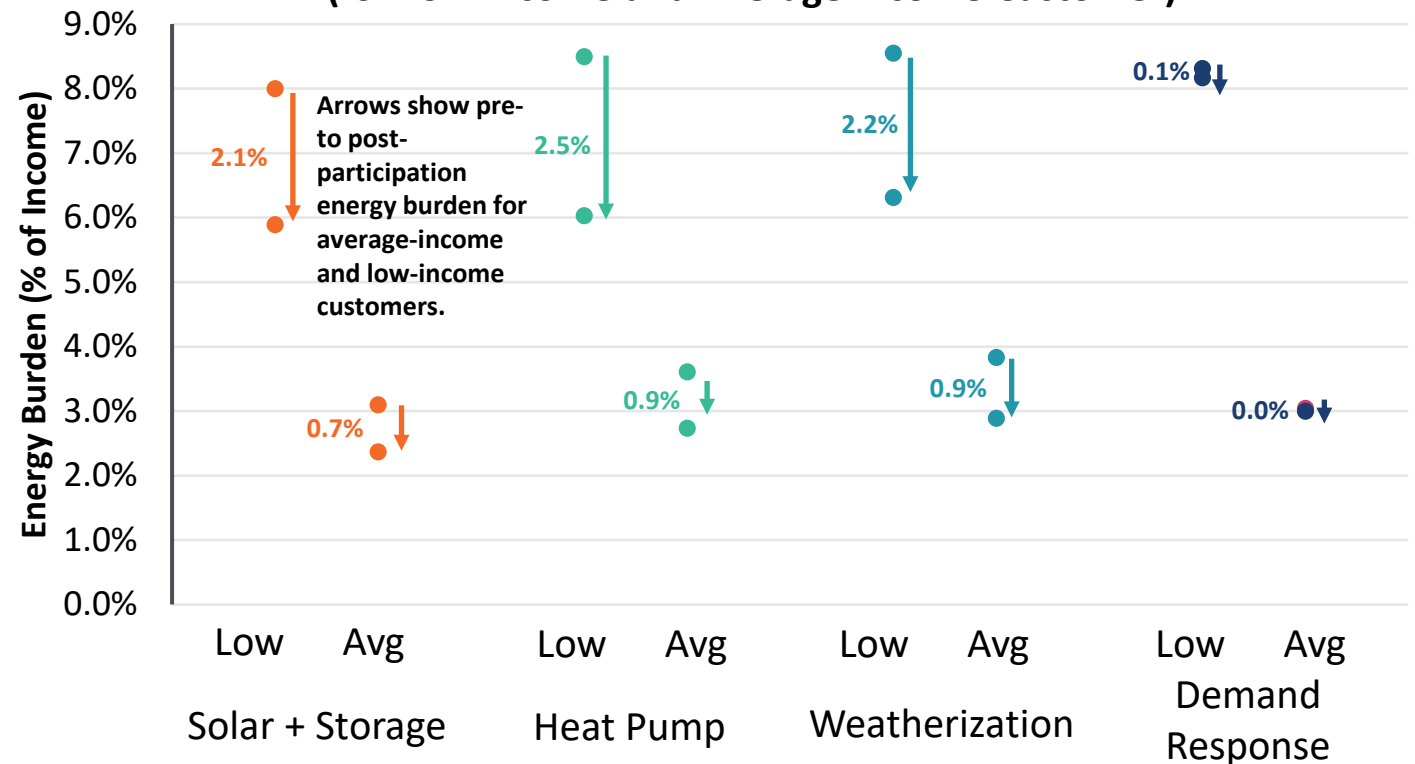 9.0%
8.0%
7.0%
6.0%
5.0%
4.0%
3.0%
2.0%
1.0%
0.0%
Energy Burden (% of Income)
2.1%
Arrows show pre-
to post-
participation
energy burden for
average-income
and low-income
customers.
0.7%
2.5%
0.9%
2.2%
0.9%
0.1%
0.0%
Low Avg Low Avg Low Avg Low Avg
Solar + Storage
Heat Pump
Weatherization
Demand
Response